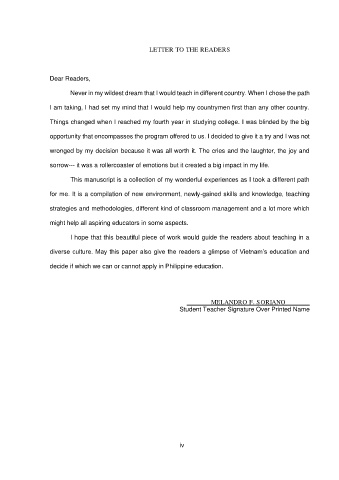 LETTER TO THE READERS
Dear Readers,
Never in my wildest dream that I would teach in different country. When I chose the path
I am taking, I had set my mind that I would help my countrymen first than any other country.
Things changed when I reached my fourth year in studying college. I was blinded by the big
opportunity that encompasses the program offered to us. I decided to give it a try and I was not
wronged by my decision because it was all worth it. The cries and the laughter, the joy and
sorrow--- it was a rollercoaster of emotions but it created a big impact in my life.
This manuscript is a collection of my wonderful experiences as I took a different path
for me. It is a compilation of new environment, newly-gained skills and knowledge, teaching
strategies and methodologies, different kind of classroom management and a lot more which
might help all aspiring educators in some aspects.
I hope that this beautiful piece of work would guide the readers about teaching in a
diverse culture. May this paper also give the readers a glimpse of Vietnam's education and
decide if which we can or cannot apply in Philippine education.
MELANDRO F. SORIANO
Student Teacher Signature Over Printed Name
iv